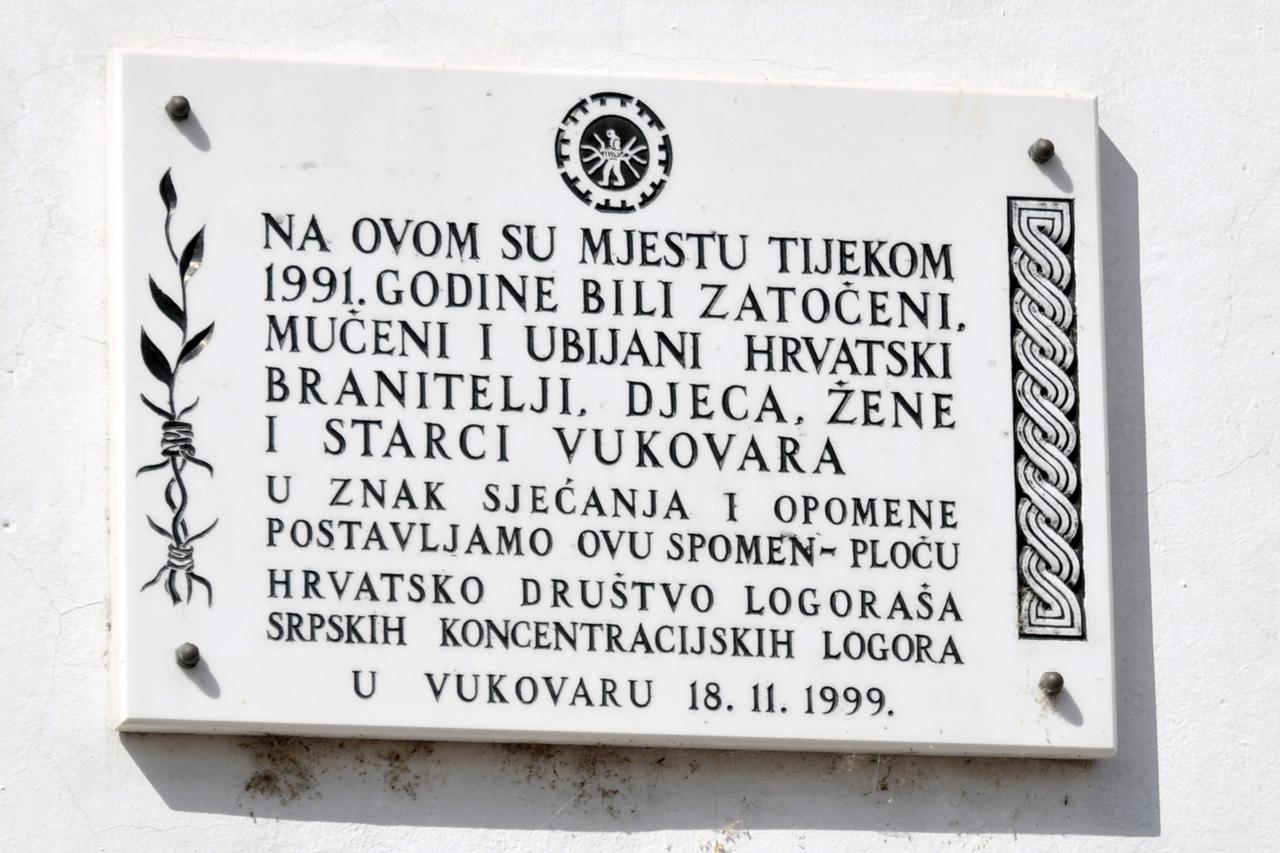 NA OVOM SU MJESTU TIJEKOM
1991. GODINE BILI ZATOČENI,
MUČENI I UBIJANI HRVATSKI
BRANITELJI, DJECA, ŽENE
I STARCI VUKOVARA
U ZNAK SJEĆANJA I OPOMENE
POSTAVLJAMO OVU SPOMEN-PLOČU
HRVATSKO DRUŠTVO LOGORAŠA
SRPSKIH KONCENTRACIJSKIH LOGORA
U VUKOVARU 18. 11. 1999.